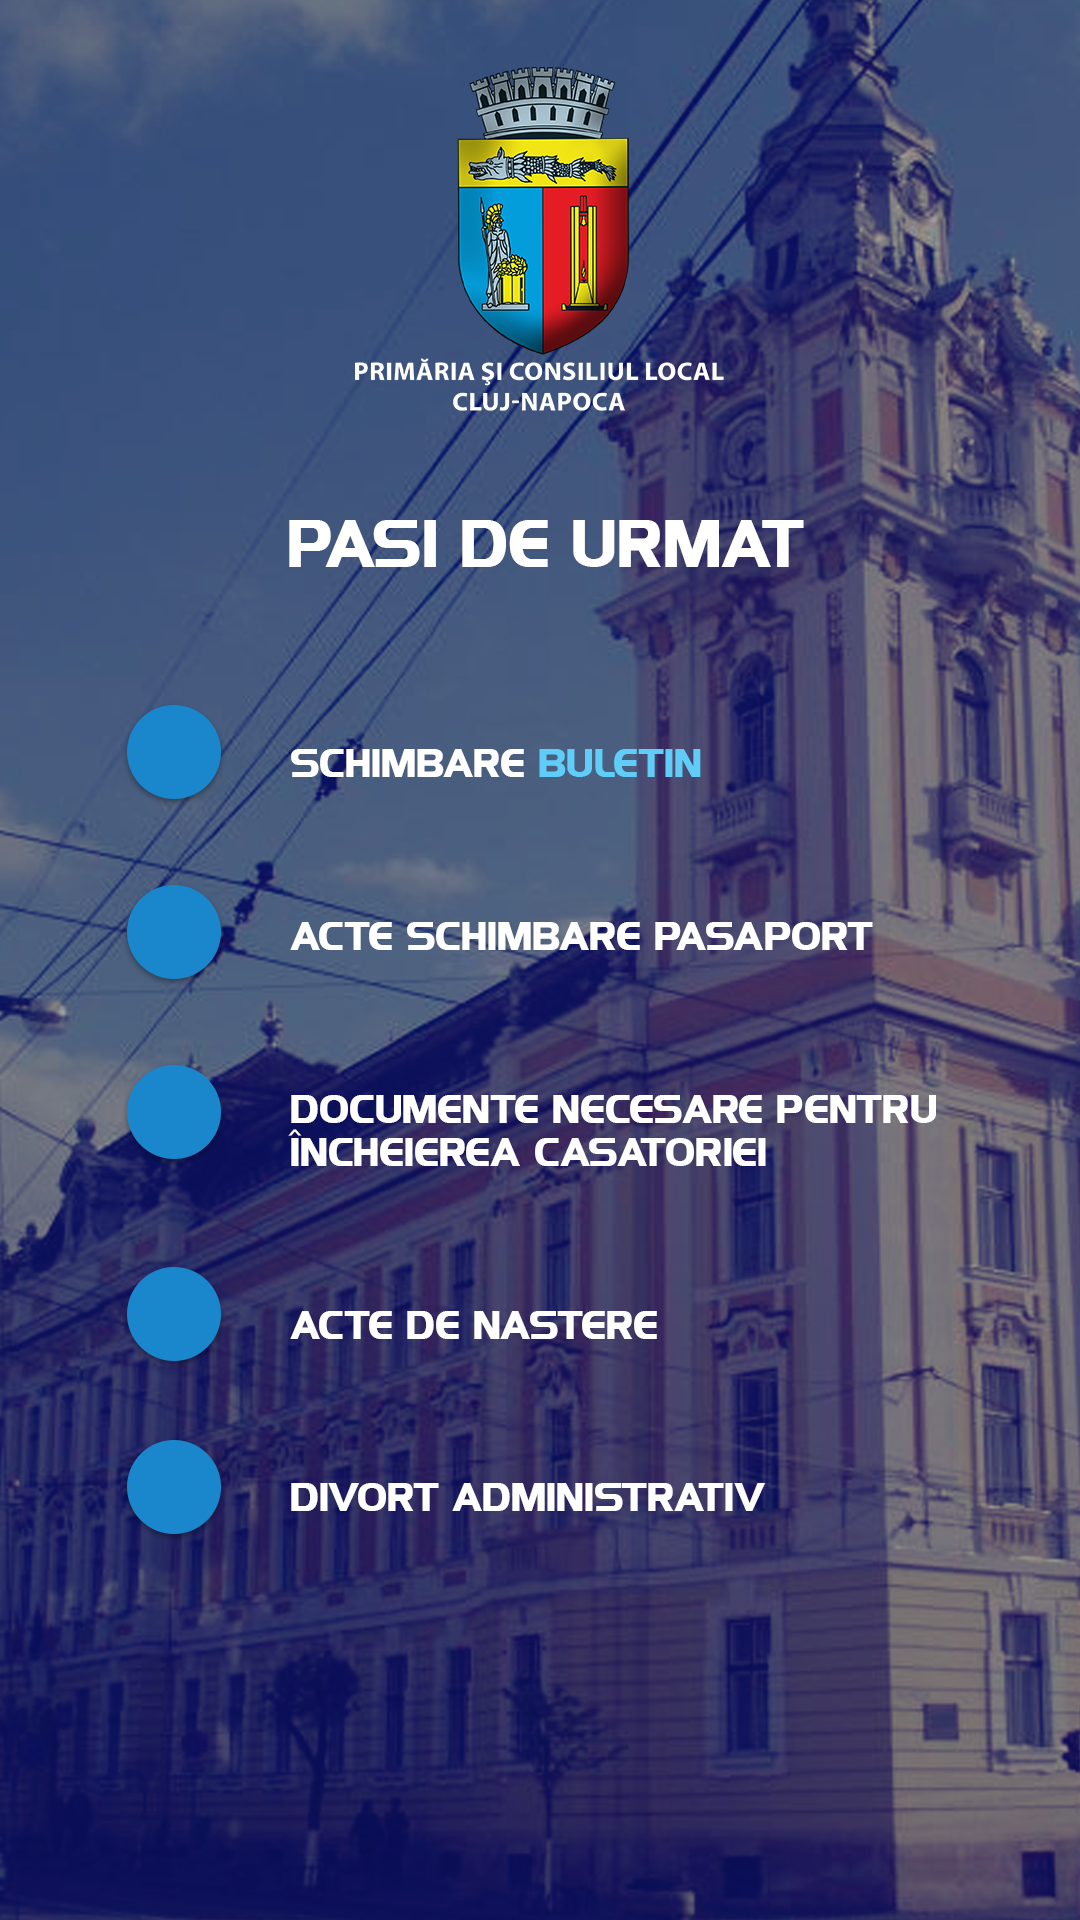 PRIMĂRIA ŞI CONSILIUL LOCAL
CLUJ-NAPOCA
PASI DE URMAT
SCHIMBARE BULETIN
ACTE SCHIMBARE PASAPORT
DOCUMENTE NECESARE PENTRU
ÎNCHEIEREA CASATORIEI
ACTE DE NASTERE
DIVORT ADMINISTRATIV